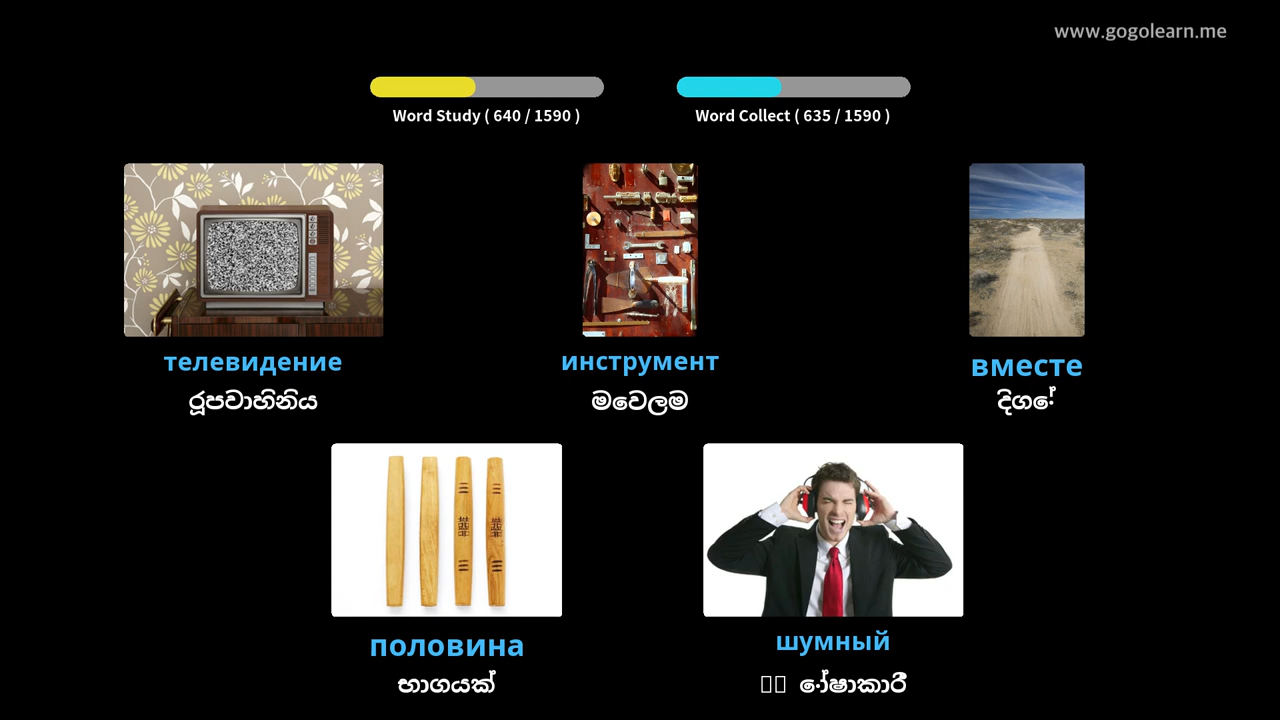 www.gogolearn.me
Word Study ( 640 / 1590 )
Word Collect ( 635 / 1590 )
телевидение
රූපවාහිනිය
инструмент
මෙවලම
вместе
දිගේ
половина
භාගයක්
шумный
ඝෝෂාකාරී